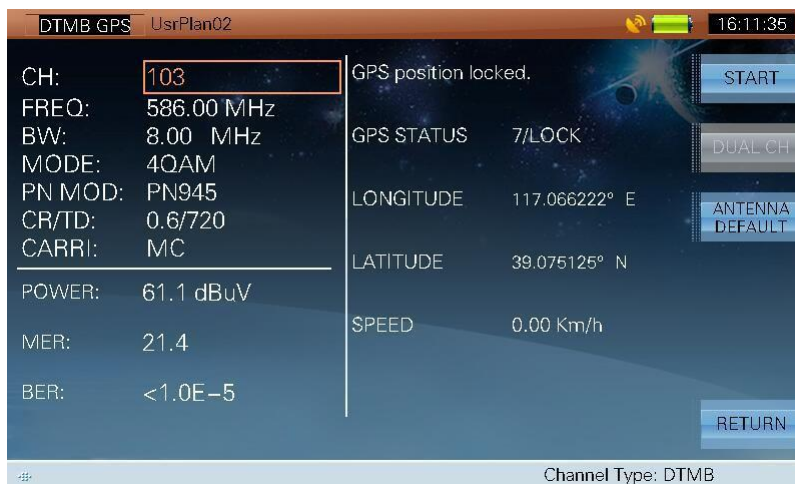 DTMB GPS UsrPlan02 16:11:35
CH: 103
FREQ: 586.00 MHz
BW: 8.00 MHz
MODE: 4QAM
PN MOD: PN945
CR/TD: 0.6/720
CARRI: MC
POWER: 61.1 dBuV
MER: 21.4
BER: <1.0E-5
GPS position locked.
GPS STATUS 7/LOCK
LONGITUDE 117.066222° E
LATITUDE 39.075125° N
SPEED 0.00 Km/h
START
DUAL CH
ANTENNA
DEFAULT
RETURN
Channel Type: DTMB